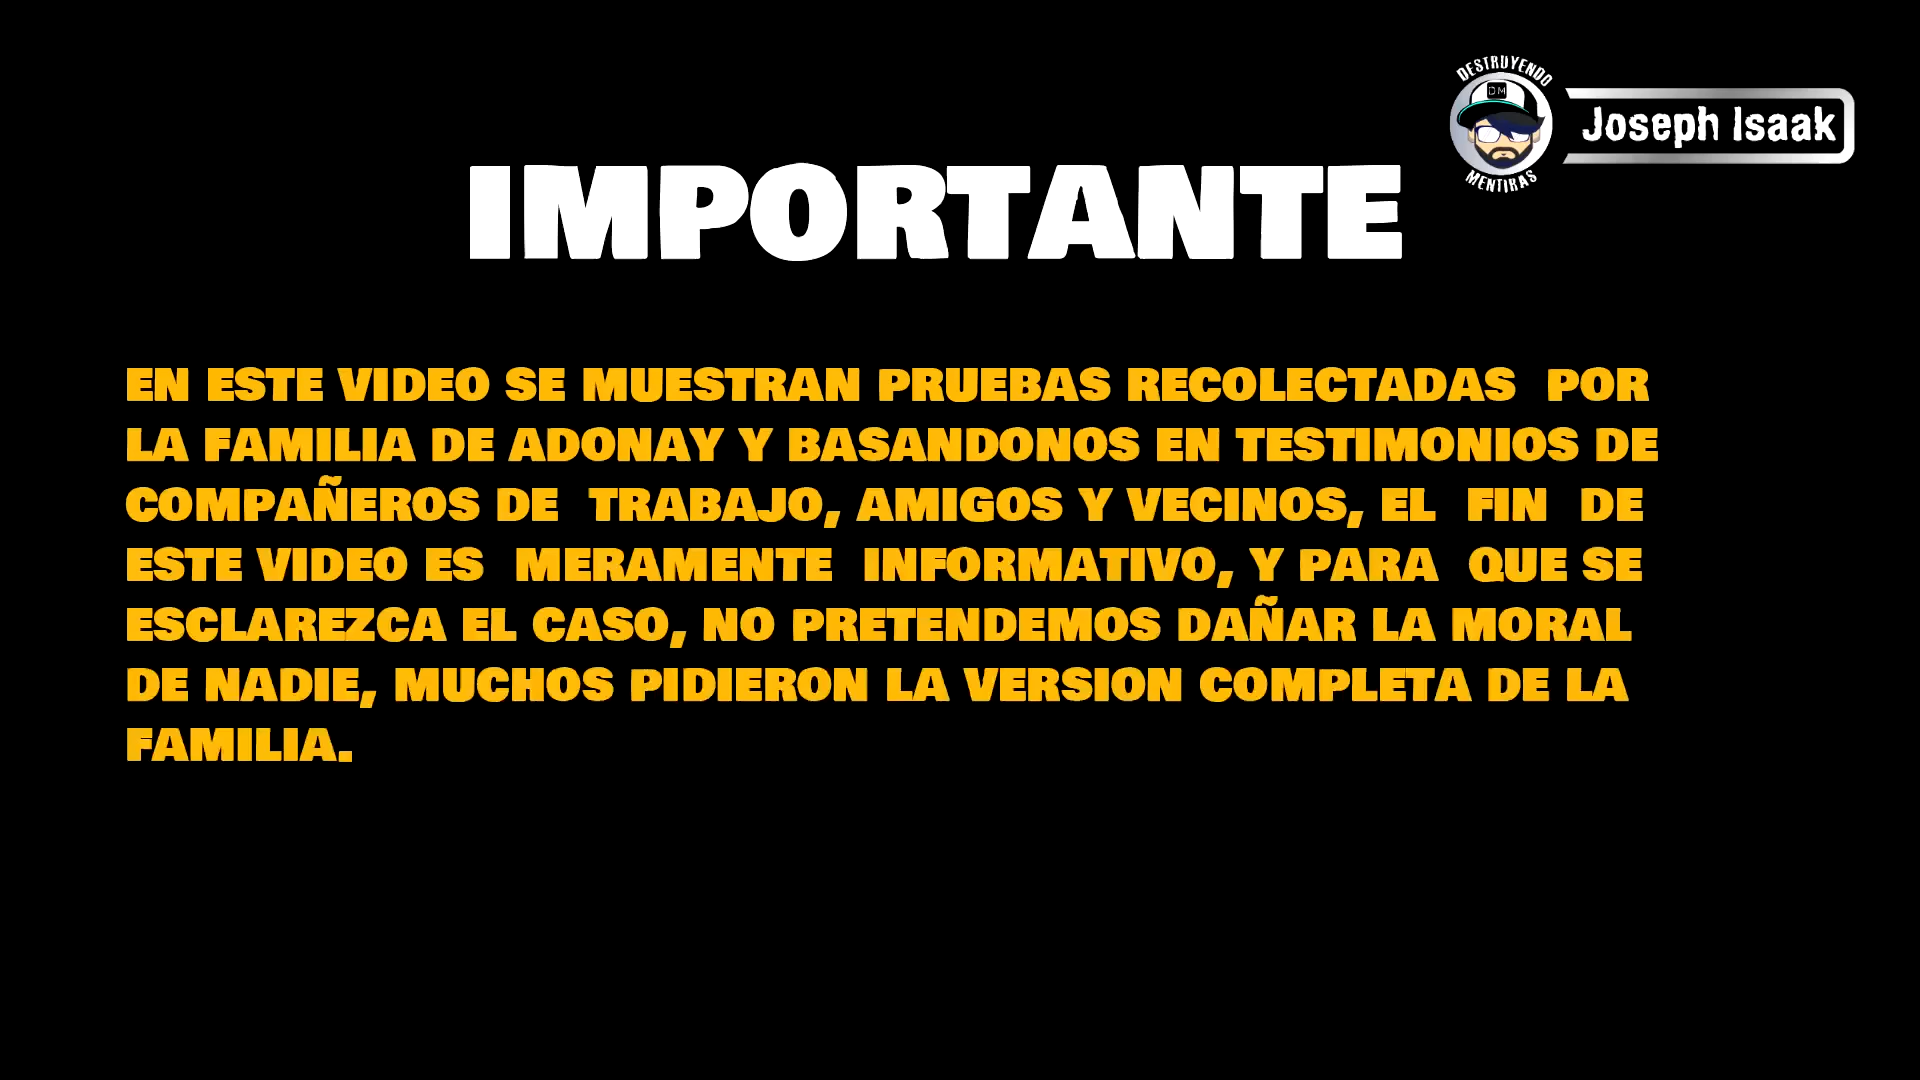 DESTRUYENDO
DM
MENTIRAS
Joseph Isaak
IMPORTANTE
EN ESTE VIDEO SE MUESTRAN PRUEBAS RECOLECTADAS POR
LA FAMILIA DE ADONAY Y BASANDONOS EN TESTIMONIOS DE
COMPAÑEROS DE TRABAJO, AMIGOS Y VECINOS, EL FIN DE
ESTE VIDEO ES MERAMENTE INFORMATIVO, Y PARA QUE SE
ESCLAREZCA EL CASO, NO PRETENDEMOS DAÑAR LA MORAL
DE NADIE, MUCHOS PIDIERON LA VERSION COMPLETA DE LA
FAMILIA.